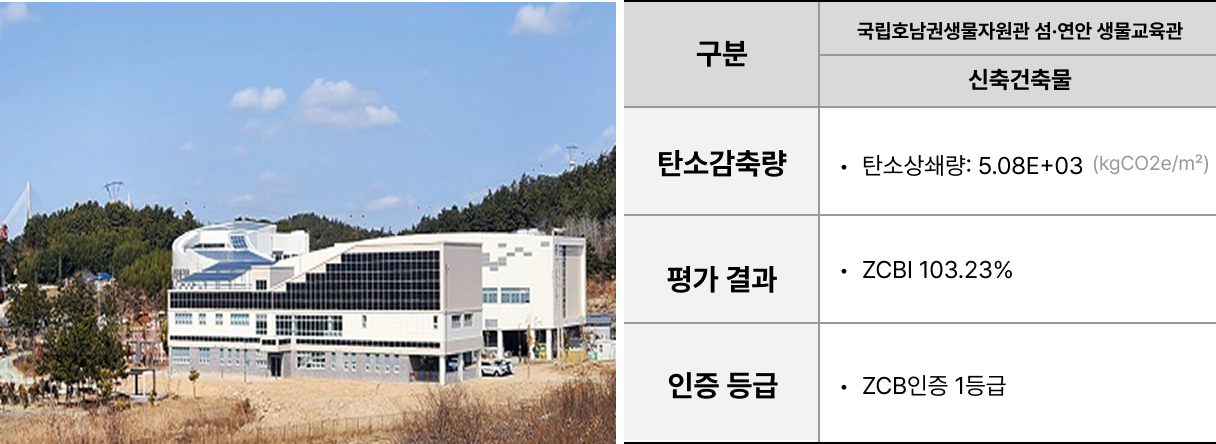 구분
국립호남권생물자원관 섬·연안 생물교육관
신축건축물
탄소감축량
• 탄소상쇄량: 5.08E+03 (kgCO2e/m²)
평가 결과
• ZCBI 103.23%
인증 등급
• ZCB인증 1등급